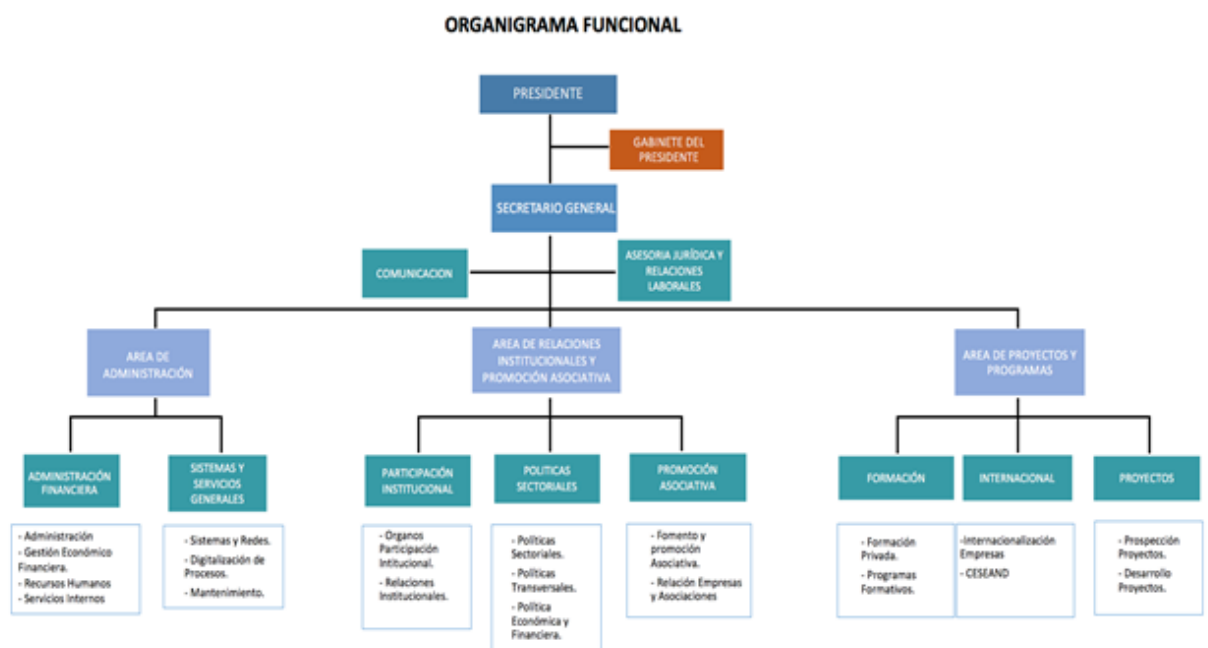 ORGANIGRAMA FUNCIONAL
PRESIDENTE
GABINETE DEL
PRESIDENTE
SECRETARIO GENERAL
COMUNICACION
ASESORIA JURÍDICA Y
RELACIONES
LABORALES
AREA DE
ADMINISTRACIÓN
AREA DE RELACIONES
INSTITUCIONALES Y
PROMOCIÓN ASOCIATIVA
AREA DE PROYECTOS Y
PROGRAMAS
ADMINISTRACIÓN
FINANCIERA
SISTEMAS Y
SERVICIOS
GENERALES
PARTICIPACIÓN
INSTITUCIONAL
POLITICAS
SECTORIALES
PROMOCIÓN
ASOCIATIVA
FORMACIÓN
INTERNACIONAL
PROYECTOS
- Administración
- Gestión Económico
Financiera.
- Recursos Humanos
- Servicios Internos
- Sistemas y Redes.
- Digitalización de
Procesos.
- Mantenimiento.
- Organos
Participación
Intitucional.
- Relaciones
Institucionales.
- Políticas
Sectoriales.
- Políticas
Transversales.
- Política
Económica y
Financiera.
- Fomento y
promoción
Asociativa.
- Relación Empresas
y Asociaciones
- Formación
Privada.
- Programas
Formativos.
-Internacionalización
Empresas
- CESEAND
- Prospección
Proyectos.
- Desarrollo
Proyectos.